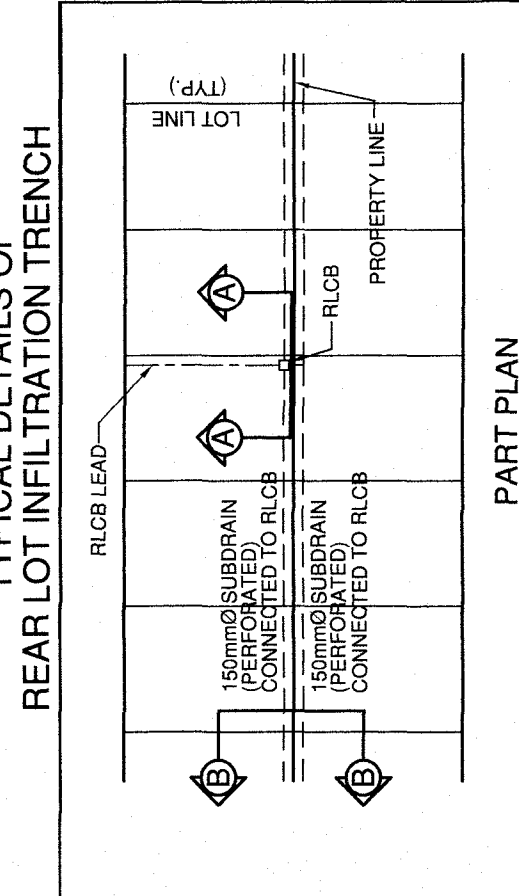 TYPICAL DETAILS OF
REAR LOT INFILTRATION TRENCH
RLCB LEAD
A
A
LOT LINE
(TYP.)
RLCB
PROPERTY LINE
150mmØ SUBDRAIN
(PERFORATED)
CONNECTED TO RLCB
150mmØ SUBDRAIN
(PERFORATED)
CONNECTED TO RLCB
B
B
PART PLAN